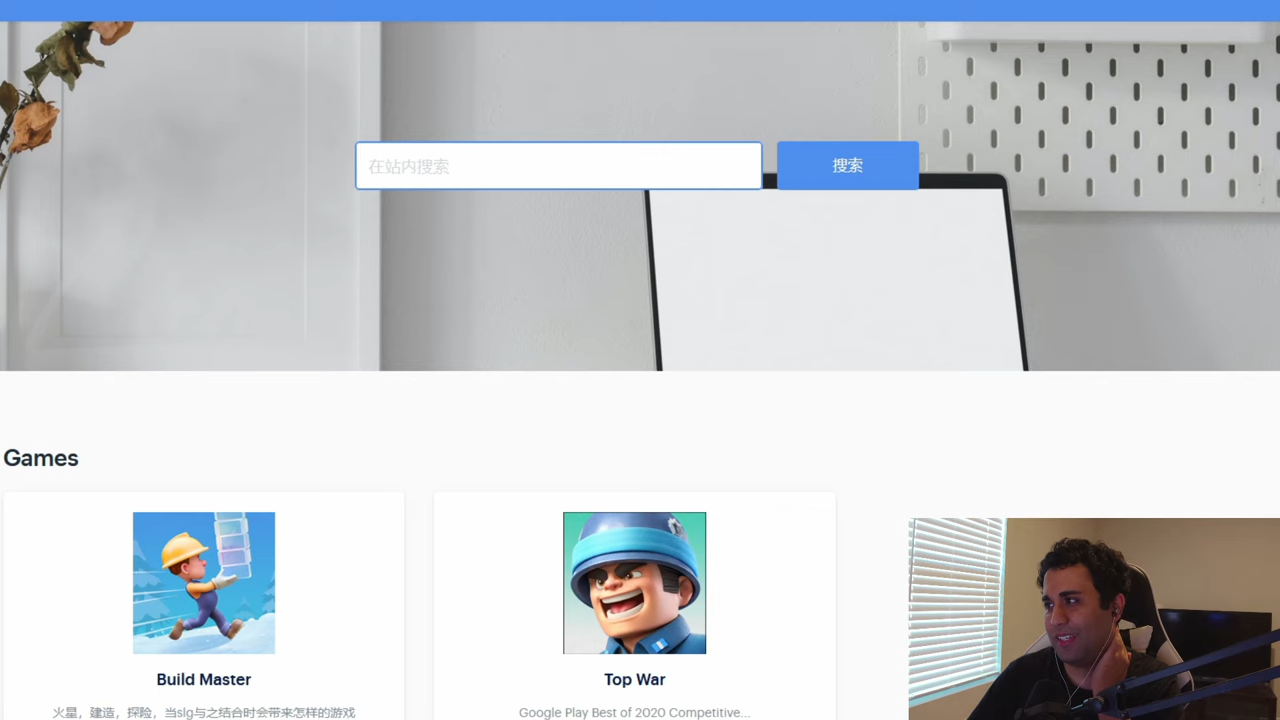 在站内搜索
搜索
Games
Build Master
火星，建造，探险，当slg与之结合时会带来怎样的游戏
Top War
Google Play Best of 2020 Competitive...